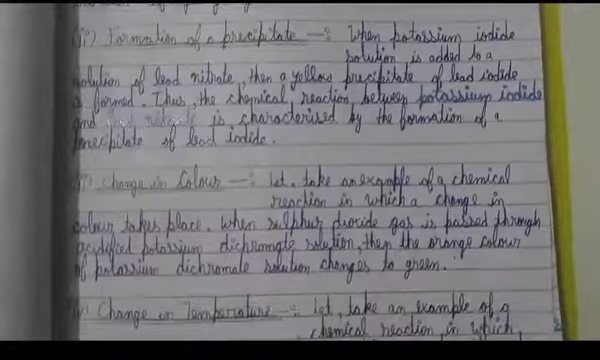 (ii) Formation of a precipitate —: When potassium iodide
solution is added to a
solution of lead nitrate, then a yellow precipitate of lead iodide
is formed. Thus, the chemical reaction between potassium iodide
and lead nitrate is characterised by the formation of a
precipitate of lead iodide.
Change in Colour —: Let, take an example of a chemical
reaction in which a change in
colour takes place. When sulphur dioxide gas is passed through
acidified potassium dichromate solution, then the orange colour
of potassium dichromate solution changes to green.
Change in Temperature —: Let, take an example of a
chemical reaction in which,